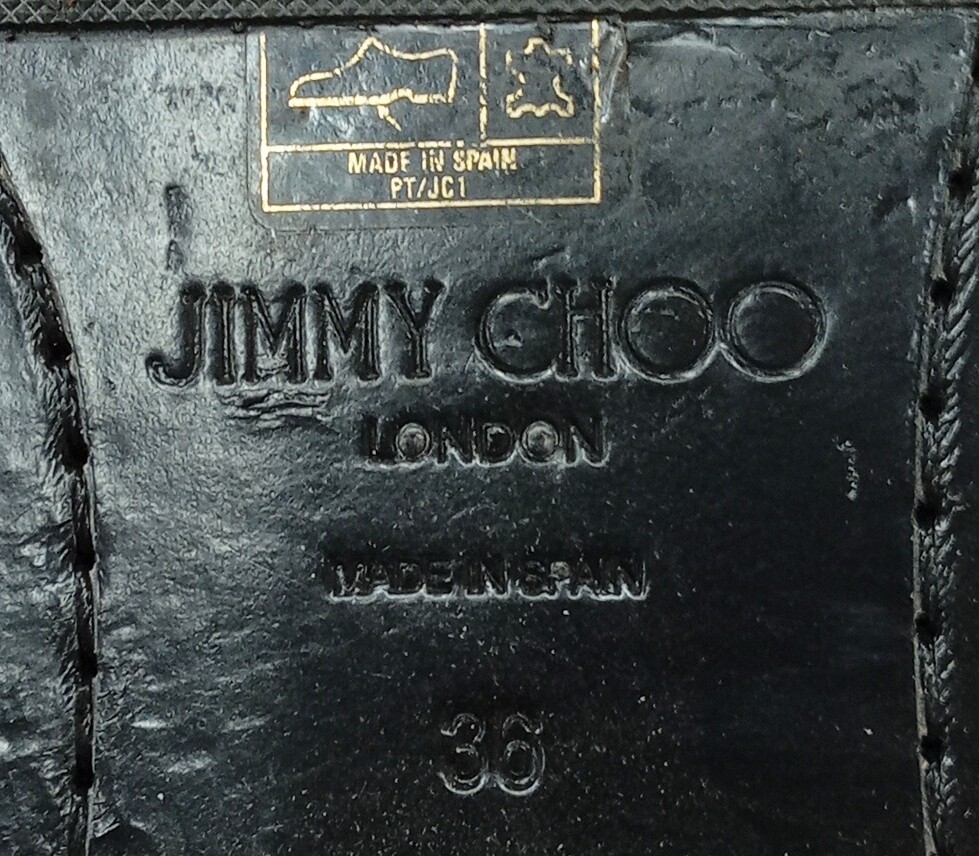 MADE IN SPAIN
PT/JC1
JIMMY CHOO
LONDON
MADE IN SPAIN
36